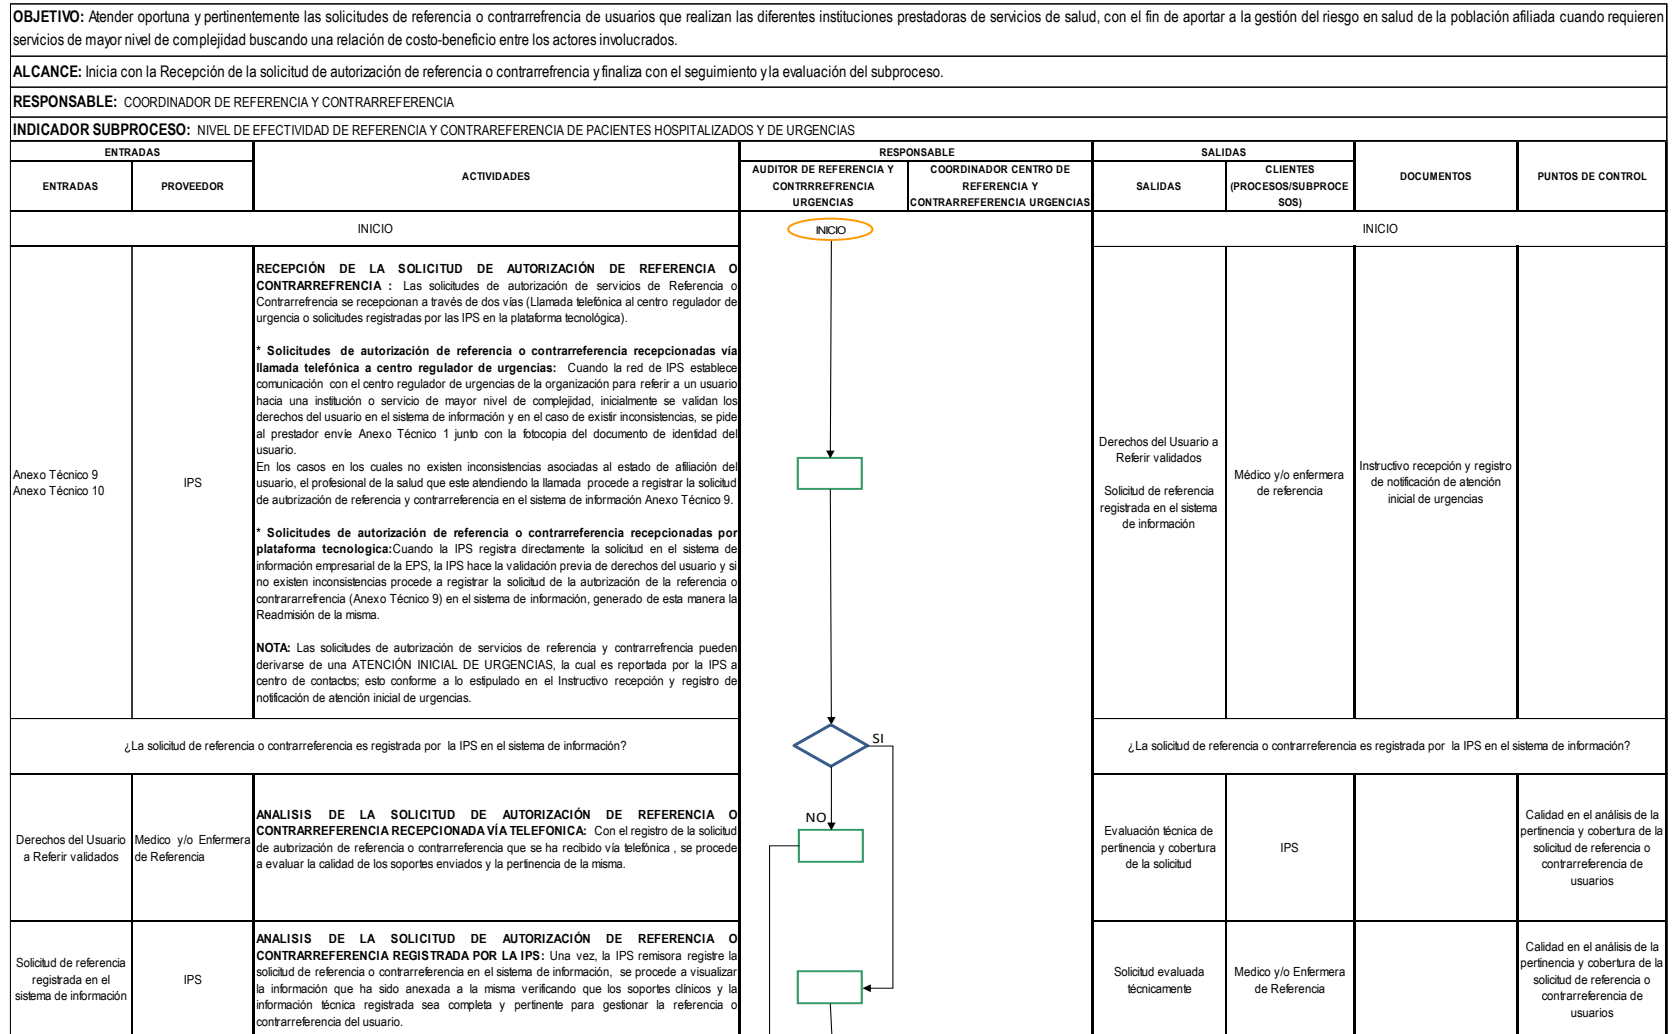 OBJETIVO: Atender oportuna y pertinentemente las solicitudes de referencia o contrarrefrencia de usuarios que realizan las diferentes instituciones prestadoras de servicios de salud, con el fin de aportar a la gestión del riesgo en salud de la población afiliada cuando requieren
servicios de mayor nivel de complejidad buscando una relación de costo-beneficio entre los actores involucrados.
ALCANCE: Inicia con la Recepción de la solicitud de autorización de referencia o contrarrefrencia y finaliza con el seguimiento y la evaluación del subproceso.
RESPONSABLE: COORDINADOR DE REFERENCIA Y CONTRARREFERENCIA
INDICADOR SUBPROCESO: NIVEL DE EFECTIVIDAD DE REFERENCIA Y CONTRAREFERENCIA DE PACIENTES HOSPITALIZADOS Y DE URGENCIAS
ENTRADAS
ENTRADAS
PROVEEDOR
ACTIVIDADES
RESPONSABLE
AUDITOR DE REFERENCIA Y
CONTRRREFRENCIA
URGENCIAS
COORDINADOR CENTRO DE
REFERENCIA Y
CONTRARREFERENCIA URGENCIAS
SALIDAS
SALIDAS
CLIENTES
(PROCESOS/SUBPROCE
SOS)
DOCUMENTOS
PUNTOS DE CONTROL
INICIO
INICIO
INICIO
Anexo Técnico 9
Anexo Técnico 10
IPS
RECEPCIÓN DE LA SOLICITUD DE AUTORIZACIÓN DE REFERENCIA O
CONTRARREFRENCIA : Las solicitudes de autorización de servicios de Referencia o
Contrarrefrencia se recepcionan a través de dos vías (Llamada telefónica al centro regulador de
urgencia o solicitudes registradas por las IPS en la plataforma tecnológica).
* Solicitudes de autorización de referencia o contrarreferencia recepcionadas vía
llamada telefónica a centro regulador de urgencias: Cuando la red de IPS establece
comunicación con el centro regulador de urgencias de la organización para referir a un usuario
hacia una institución o servicio de mayor nivel de complejidad, inicialmente se validan los
derechos del usuario en el sistema de información y en el caso de existir inconsistencias, se pide
al prestador envíe Anexo Técnico 1 junto con la fotocopia del documento de identidad del
usuario.
En los casos en los cuales no existen inconsistencias asociadas al estado de afiliación del
usuario, el profesional de la salud que este atendiendo la llamada procede a registrar la solicitud
de autorización de referencia y contrarreferencia en el sistema de información Anexo Técnico 9.
* Solicitudes de autorización de referencia o contrarreferencia recepcionadas por
plataforma tecnologica:Cuando la IPS registra directamente la solicitud en el sistema de
información empresarial de la EPS, la IPS hace la validación previa de derechos del usuario y si
no existen inconsistencias procede a registrar la solicitud de la autorización de la referencia o
contrararrefrencia (Anexo Técnico 9) en el sistema de información, generado de esta manera la
Readmisión de la misma.
NOTA: Las solicitudes de autorización de servicios de referencia y contrarrefrencia pueden
derivarse de una ATENCIÓN INICIAL DE URGENCIAS, la cual es reportada por la IPS a
centro de contactos; esto conforme a lo estipulado en el Instructivo recepción y registro de
notificación de atención inicial de urgencias.
Derechos del Usuario a
Referir validados
Solicitud de referencia
registrada en el sistema
de información
Médico y/o enfermera
de referencia
Instructivo recepción y registro
de notificación de atención
inicial de urgencias
¿La solicitud de referencia o contrarreferencia es registrada por la IPS en el sistema de información?
SI
¿La solicitud de referencia o contrarreferencia es registrada por la IPS en el sistema de información?
NO
Derechos del Usuario
a Referir validados
Medico y/o Enfermera
de Referencia
ANALISIS DE LA SOLICITUD DE AUTORIZACIÓN DE REFERENCIA O
CONTRARREFERENCIA RECEPCIONADA VÍA TELEFONICA: Con el registro de la solicitud
de autorización de referencia o contrarreferencia que se ha recibido vía telefónica , se procede
a evaluar la calidad de los soportes enviados y la pertinencia de la misma.
Evaluación técnica de
pertinencia y cobertura
de la solicitud
IPS
Calidad en el análisis de la
pertinencia y cobertura de la
solicitud de referencia o
contrarreferencia de
usuarios
Solicitud de referencia
registrada en el
sistema de información
IPS
ANALISIS DE LA SOLICITUD DE AUTORIZACIÓN DE REFERENCIA O
CONTRARREFERENCIA REGISTRADA POR LA IPS: Una vez, la IPS remisora registre la
solicitud de referencia o contrarreferencia en el sistema de información, se procede a visualizar
la información que ha sido anexada a la misma verificando que los soportes clínicos y la
información técnica registrada sea completa y pertinente para gestionar la referencia o
contrarreferencia del usuario.
Solicitud evaluada
técnicamente
Medico y/o Enfermera
de Referencia
Calidad en el análisis de la
pertinencia y cobertura de la
solicitud de referencia o
contrarreferencia de
usuarios